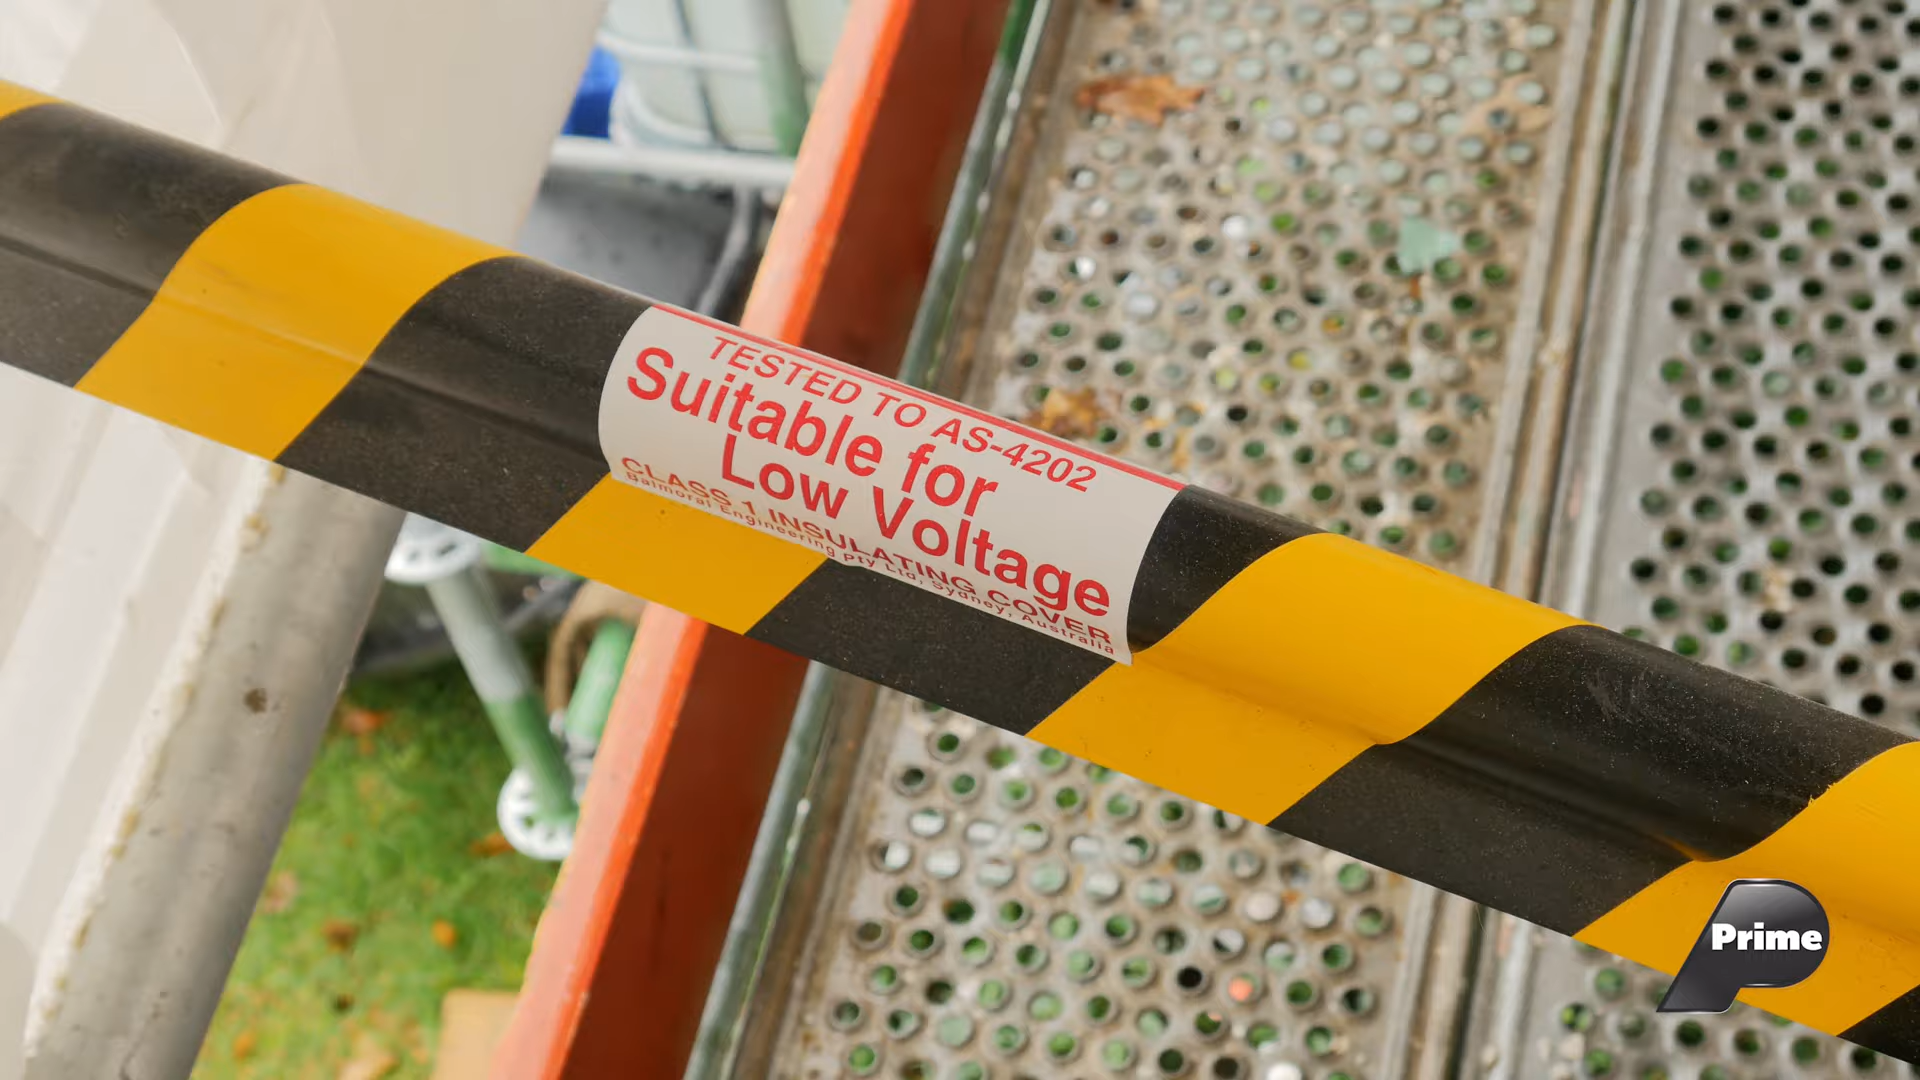 TESTED TO AS-4202
Suitable for
Low Voltage
CLASS 1 INSULATING COVER
Balmoral Engineering Pty Ltd, Sydney, Australia
Prime